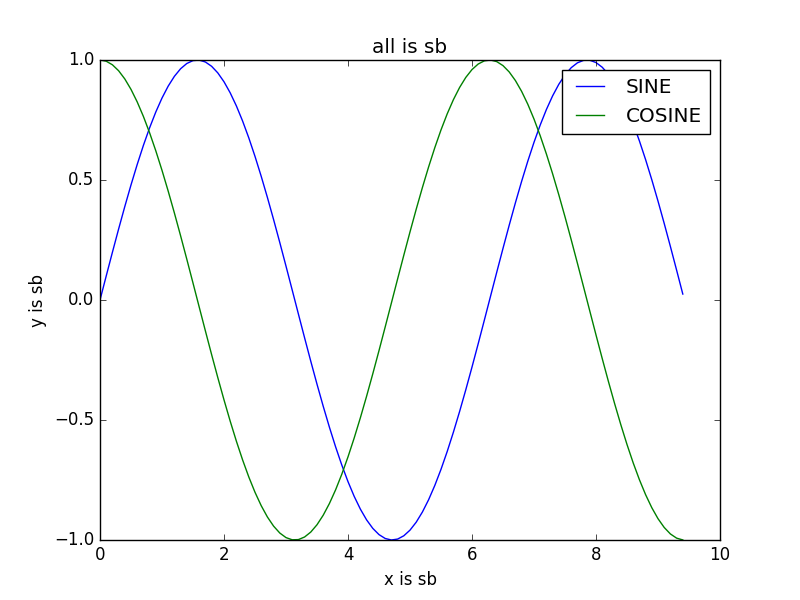 all is sb
SINE
COSINE
1.0
0.5
0.0
−0.5
−1.0
y is sb
0 2 4 6 8 10
x is sb